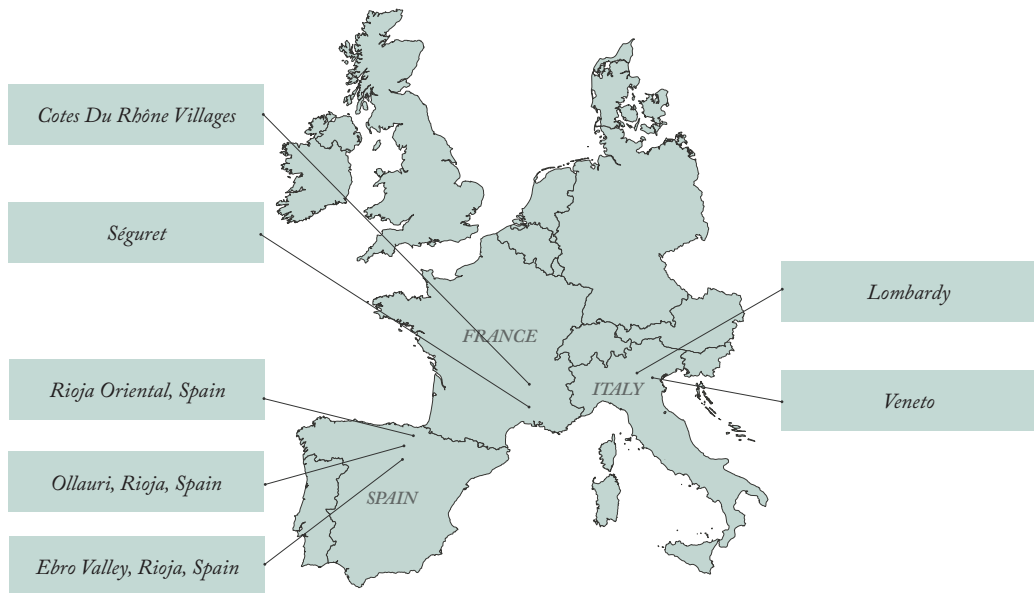 Cotes Du Rhône Villages
Séguret
Lombardy
FRANCE
Rioja Oriental, Spain
ITALY
Veneto
Ollauri, Rioja, Spain
SPAIN
Ebro Valley, Rioja, Spain